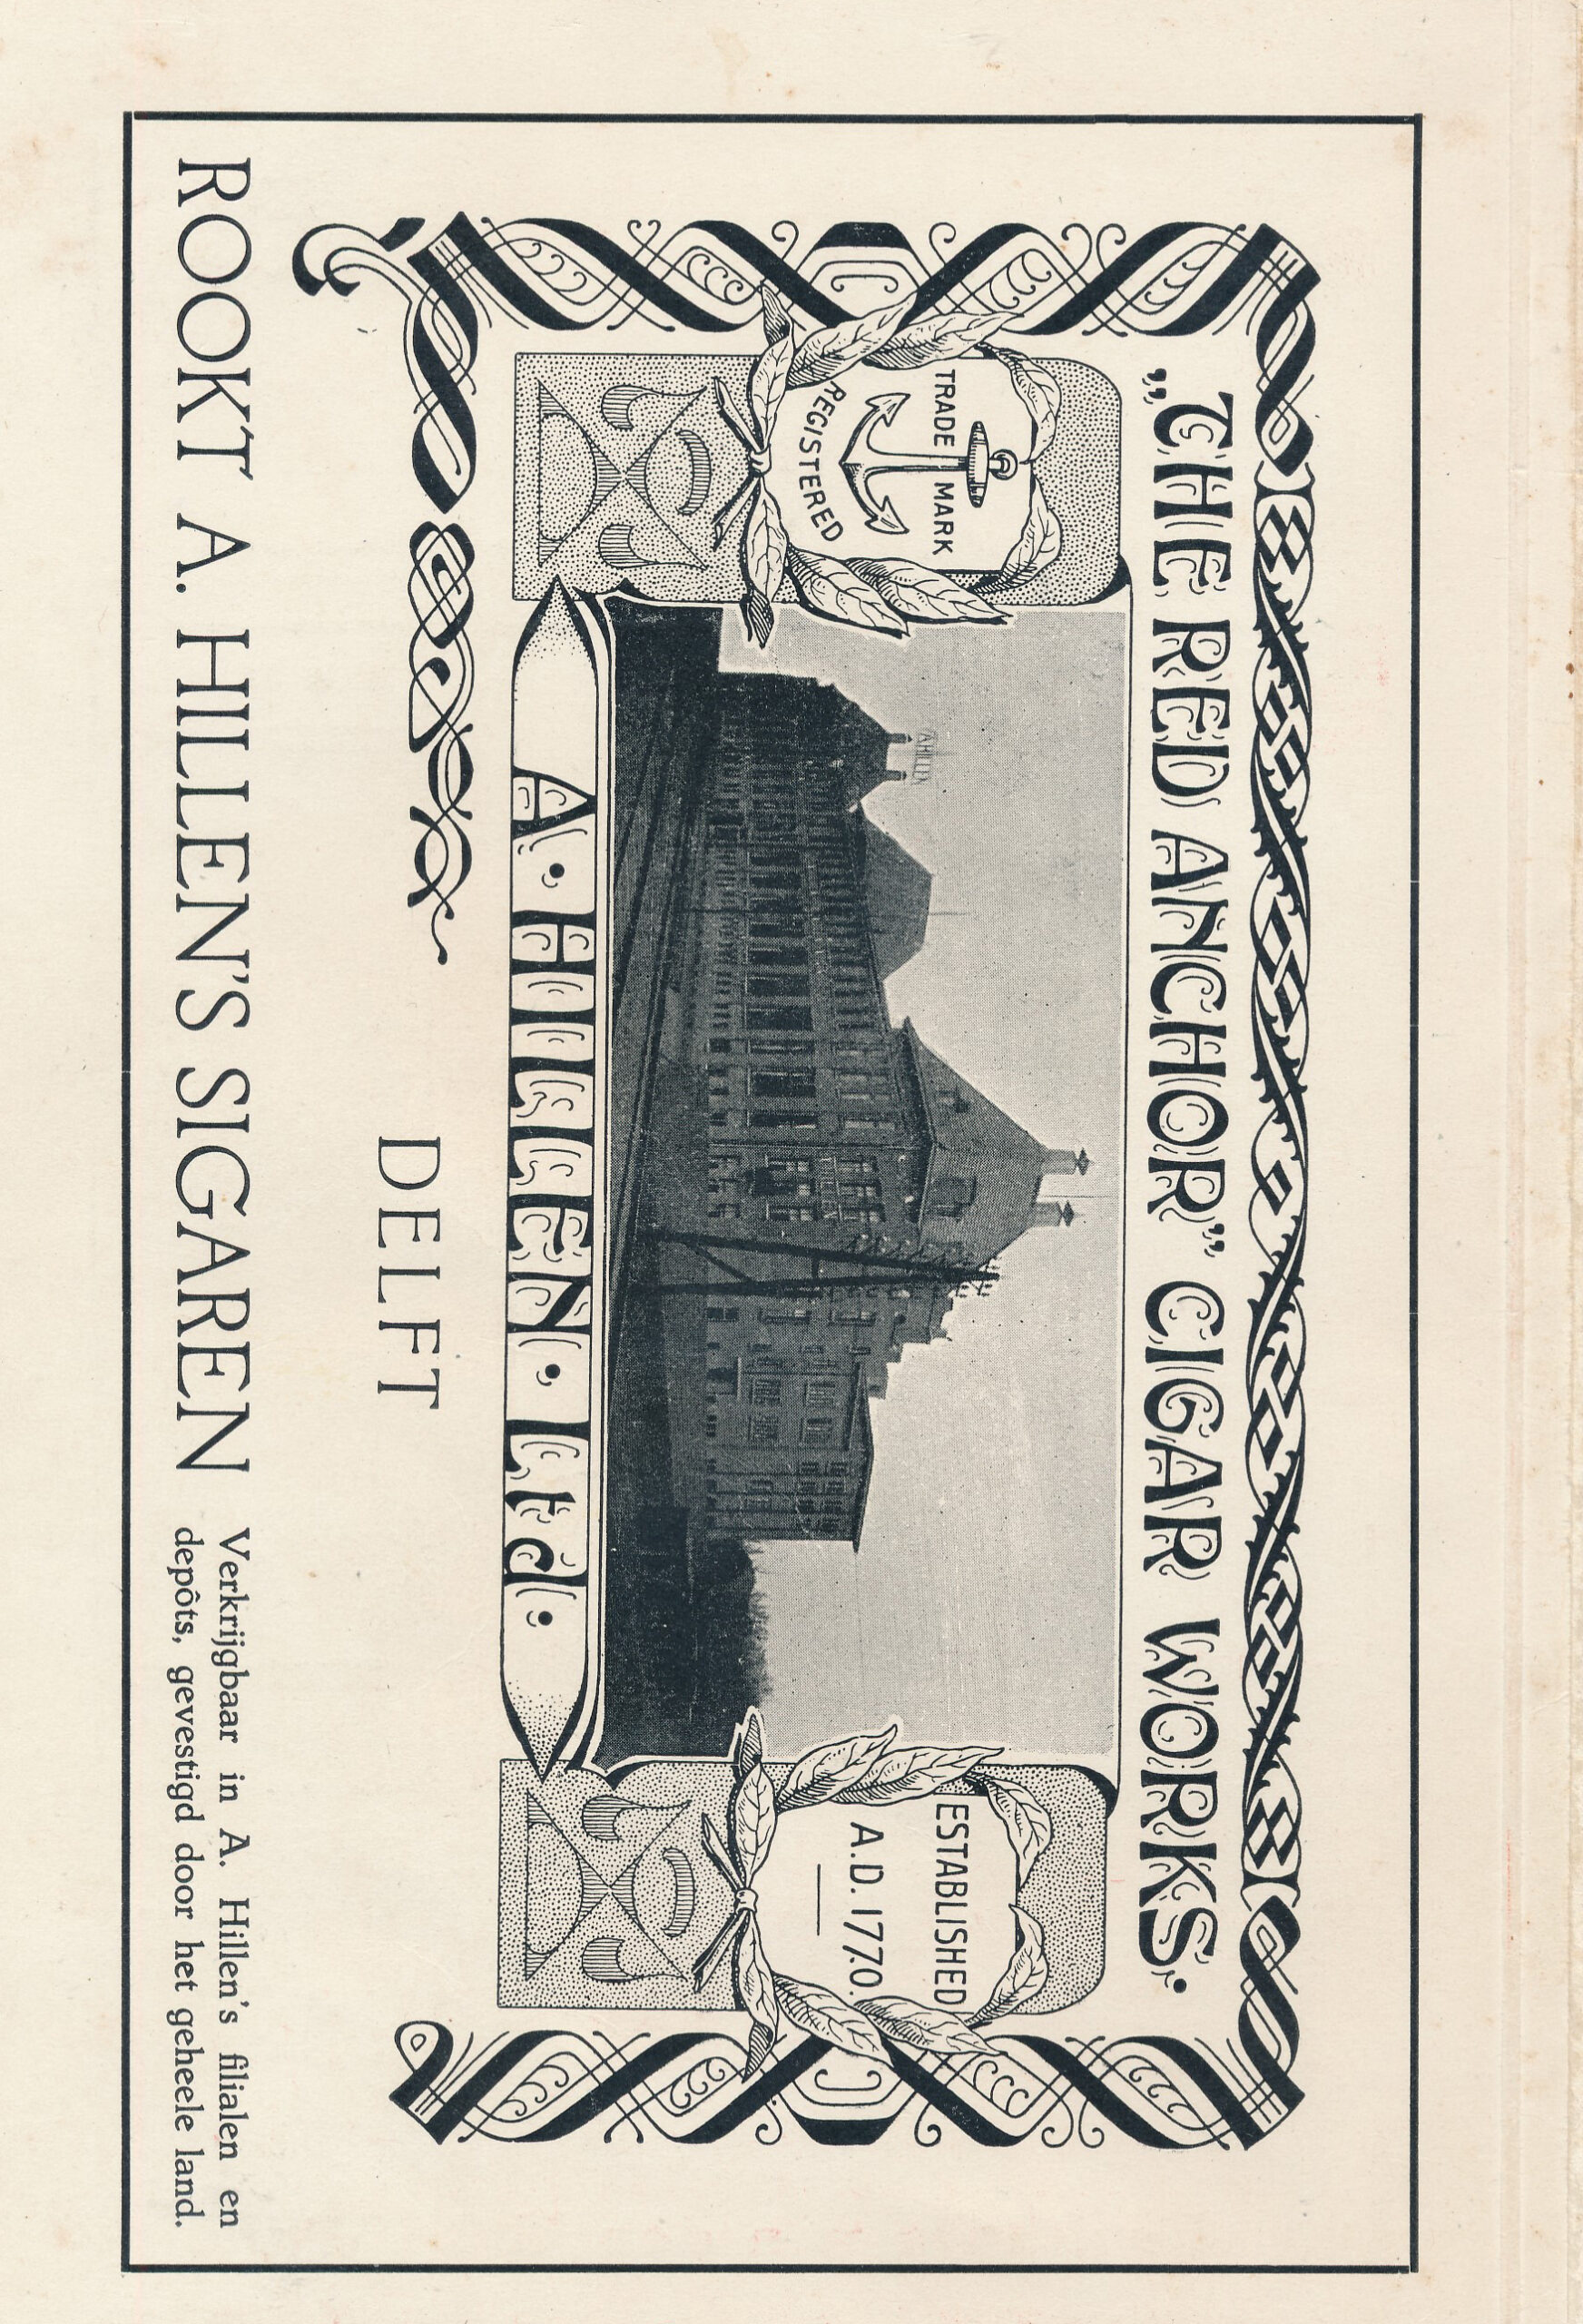 „THE RED ANCHOR” CIGAR WORKS.
TRADE MARK
REGISTERED
A HILLEN
ESTABLISHED
A.D. 1770.
A. HILLEN. Ltd.
DELFT
ROOKT A. HILLEN'S SIGAREN
Verkrijgbaar in A. Hillen's filialen en
depôts, gevestigd door het geheele land.